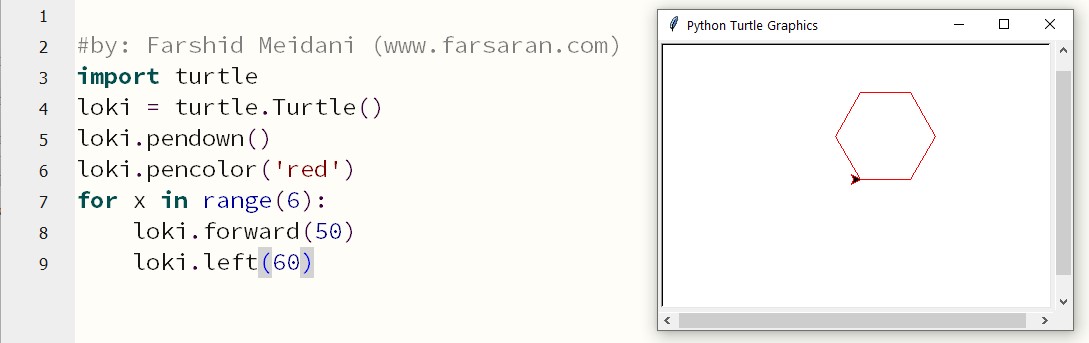 1
2 #by: Farshid Meidani (www.farsaran.com)
3 import turtle
4 loki = turtle.Turtle()
5 loki.pendown()
6 loki.pencolor('red')
7 for x in range(6):
8     loki.forward(50)
9     loki.left(60)
Python Turtle Graphics